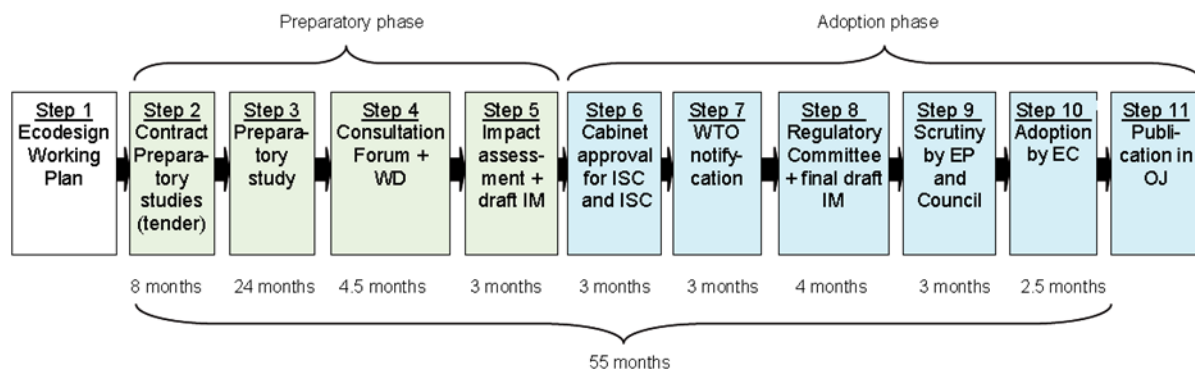 Preparatory phase
Adoption phase
Step 1
Ecodesign
Working
Plan
Step 2
Contract
Prepara-
tory
studies
(tender)
Step 3
Prepara-
tory
study
Step 4
Consultation
Forum +
WD
Step 5
Impact
assess-
ment +
draft IM
Step 6
Cabinet
approval
for ISC
and ISC
Step 7
WTO
notify-
cation
Step 8
Regulatory
Committee
+ final draft
IM
Step 9
Scrutiny
by EP
and
Council
Step 10
Adoption
by EC
Step 11
Publi-
cation in
OJ
8 months
24 months
4.5 months
3 months
3 months
3 months
4 months
3 months
2.5 months
55 months